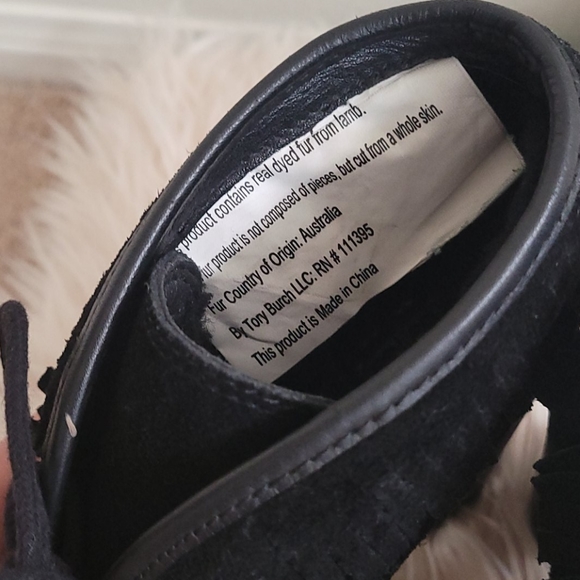 product contains real dyed fur from lamb.
fur product is not composed of pieces, but cut from a whole skin.
Fur Country of Origin: Australia
By Tory Burch LLC: RN # 111395
This product is Made in China